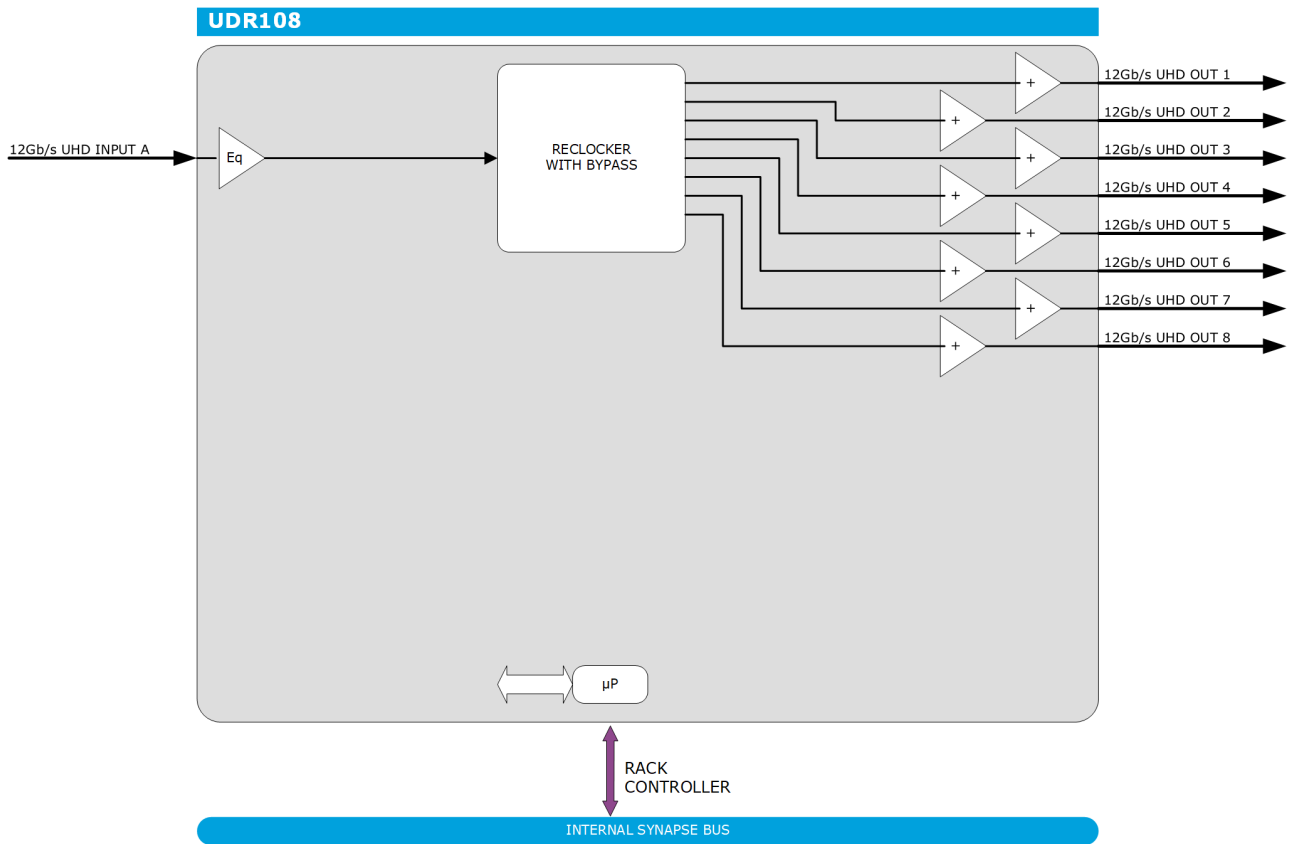 UDR108
12Gb/s UHD INPUT A
Eq
RECLOCKER
WITH BYPASS
+
12Gb/s UHD OUT 1
+
12Gb/s UHD OUT 2
+
12Gb/s UHD OUT 3
+
12Gb/s UHD OUT 4
+
12Gb/s UHD OUT 5
+
12Gb/s UHD OUT 6
+
12Gb/s UHD OUT 7
+
12Gb/s UHD OUT 8
µP
RACK
CONTROLLER
INTERNAL SYNAPSE BUS